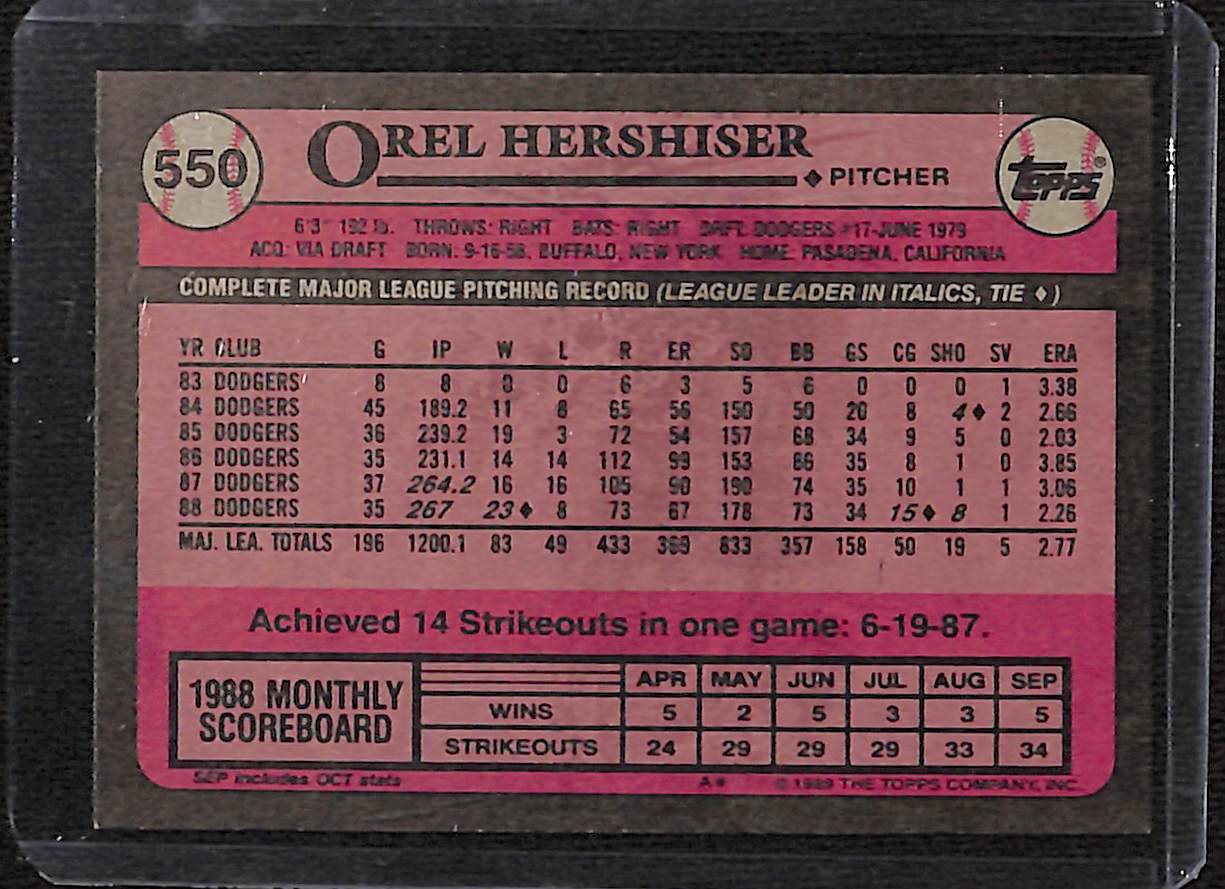 550
OREL HERSHISER
PITCHER
TOPPS®
6'3" 192 lb. THROWS: RIGHT BATS: RIGHT DRFT: DODGERS #17-JUNE 1979
ACQ: VIA DRAFT BORN: 9-16-58, BUFFALO, NEW YORK HOME: PASADENA, CALIFORNIA
COMPLETE MAJOR LEAGUE PITCHING RECORD (LEAGUE LEADER IN ITALICS, TIE ♦)
YR CLUB G IP W L R ER SO BB GS CG SHO SV ERA
83 DODGERS 8 8 0 0 6 3 5 6 0 0 0 1 3.38
84 DODGERS 45 189.2 11 8 65 56 150 50 20 8 4♦ 2 2.66
85 DODGERS 36 239.2 19 3 72 54 157 68 34 9 5 0 2.03
86 DODGERS 35 231.1 14 14 112 99 153 86 35 8 1 0 3.85
87 DODGERS 37 264.2 16 16 105 90 190 74 35 10 1 1 3.06
88 DODGERS 35 267 23♦ 8 73 67 178 73 34 15♦ 8 1 2.26
MAJ. LEA. TOTALS 196 1200.1 83 49 433 369 833 357 158 50 19 5 2.77
Achieved 14 Strikeouts in one game: 6-19-87.
1988 MONTHLY
SCOREBOARD
APR MAY JUN JUL AUG SEP
WINS 5 2 5 3 3 5
STRIKEOUTS 24 29 29 29 33 34
SEP includes OCT stats A* © 1989 THE TOPPS COMPANY, INC.